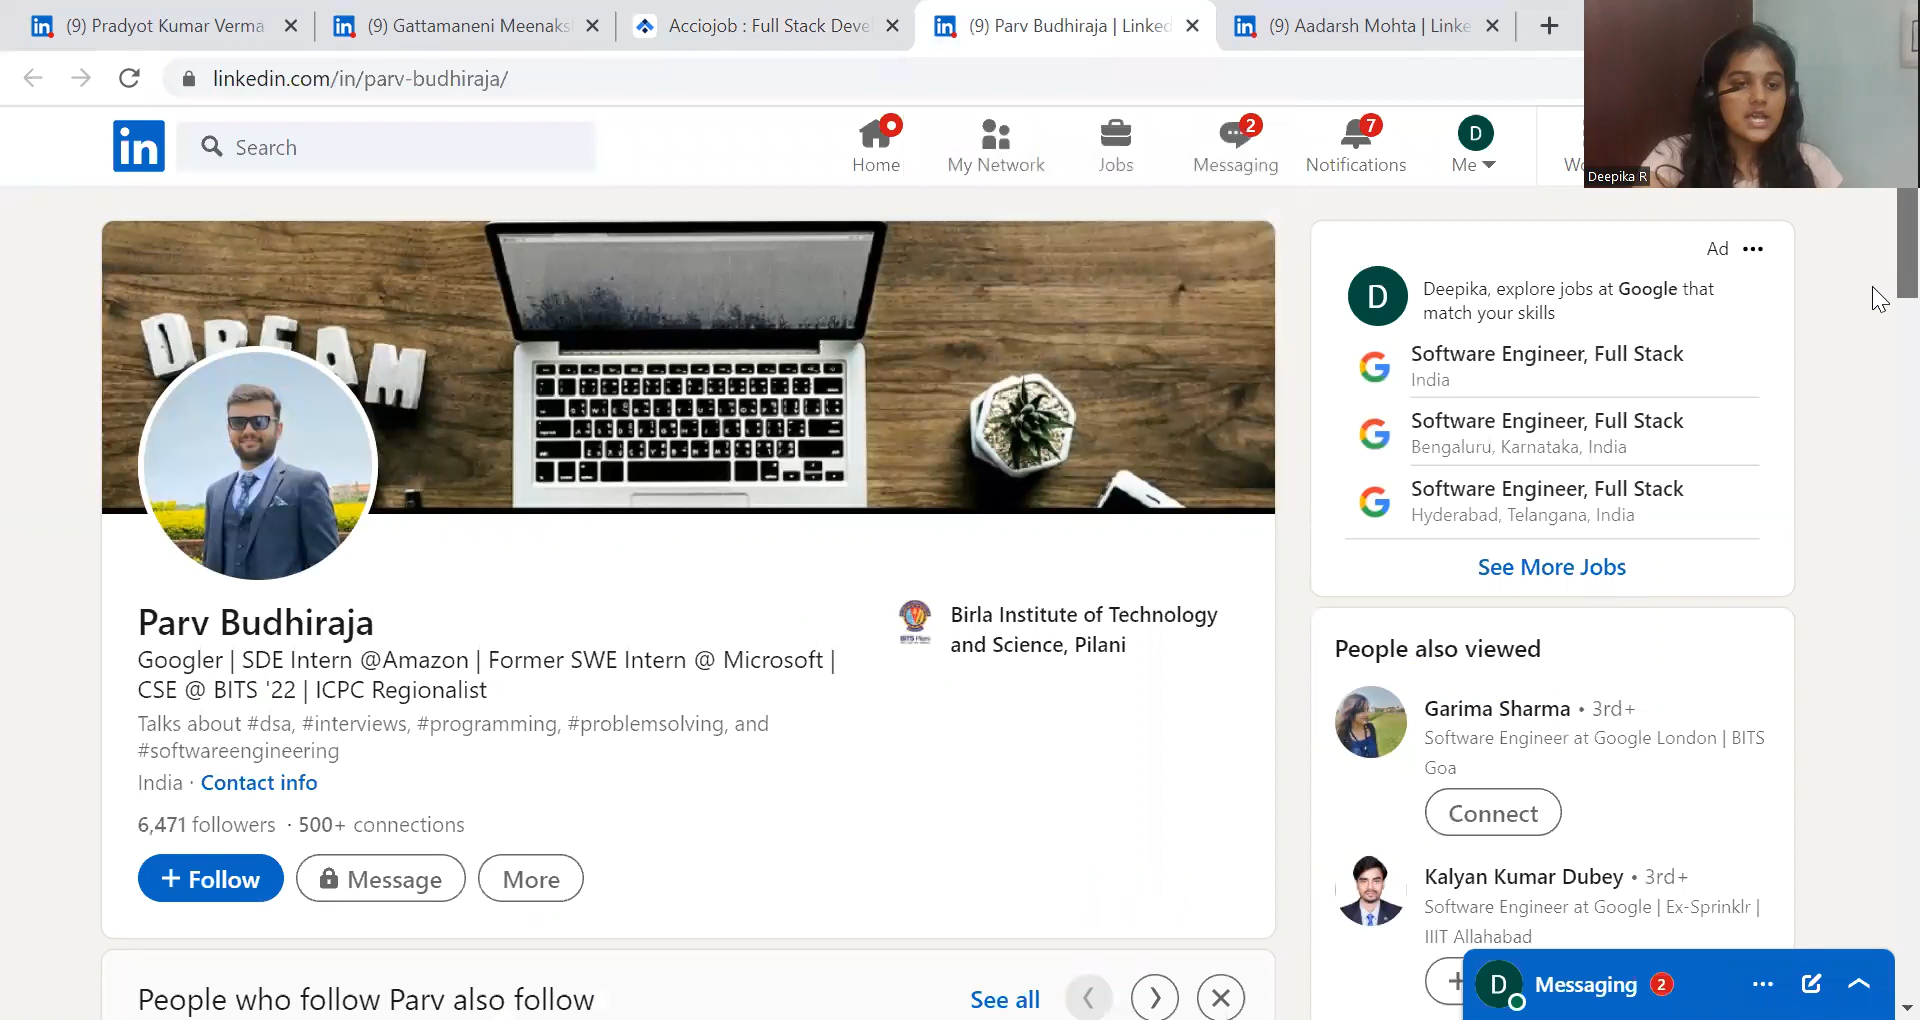 (9) Pradyot Kumar Verma
(9) Gattamaneni Meenaks
Acciojob : Full Stack Deve
(9) Parv Budhiraja | Linked
(9) Aadarsh Mohta | Linke
linkedin.com/in/parv-budhiraja/
in
Search
Home
My Network
Jobs
2
Messaging
7
Notifications
D
Me
Wo
Deepika R
DREAM
Ad
D
Deepika, explore jobs at Google that
match your skills
Software Engineer, Full Stack
India
Software Engineer, Full Stack
Bengaluru, Karnataka, India
Software Engineer, Full Stack
Hyderabad, Telangana, India
See More Jobs
Parv Budhiraja
Googler | SDE Intern @Amazon | Former SWE Intern @ Microsoft |
CSE @ BITS '22 | ICPC Regionalist
Talks about #dsa, #interviews, #programming, #problemsolving, and
#softwareengineering
India · Contact info
6,471 followers · 500+ connections
+ Follow
Message
More
Birla Institute of Technology
and Science, Pilani
People also viewed
Garima Sharma • 3rd+
Software Engineer at Google London | BITS
Goa
Connect
Kalyan Kumar Dubey • 3rd+
Software Engineer at Google | Ex-Sprinklr |
IIIT Allahabad
People who follow Parv also follow
See all
D
Messaging 2